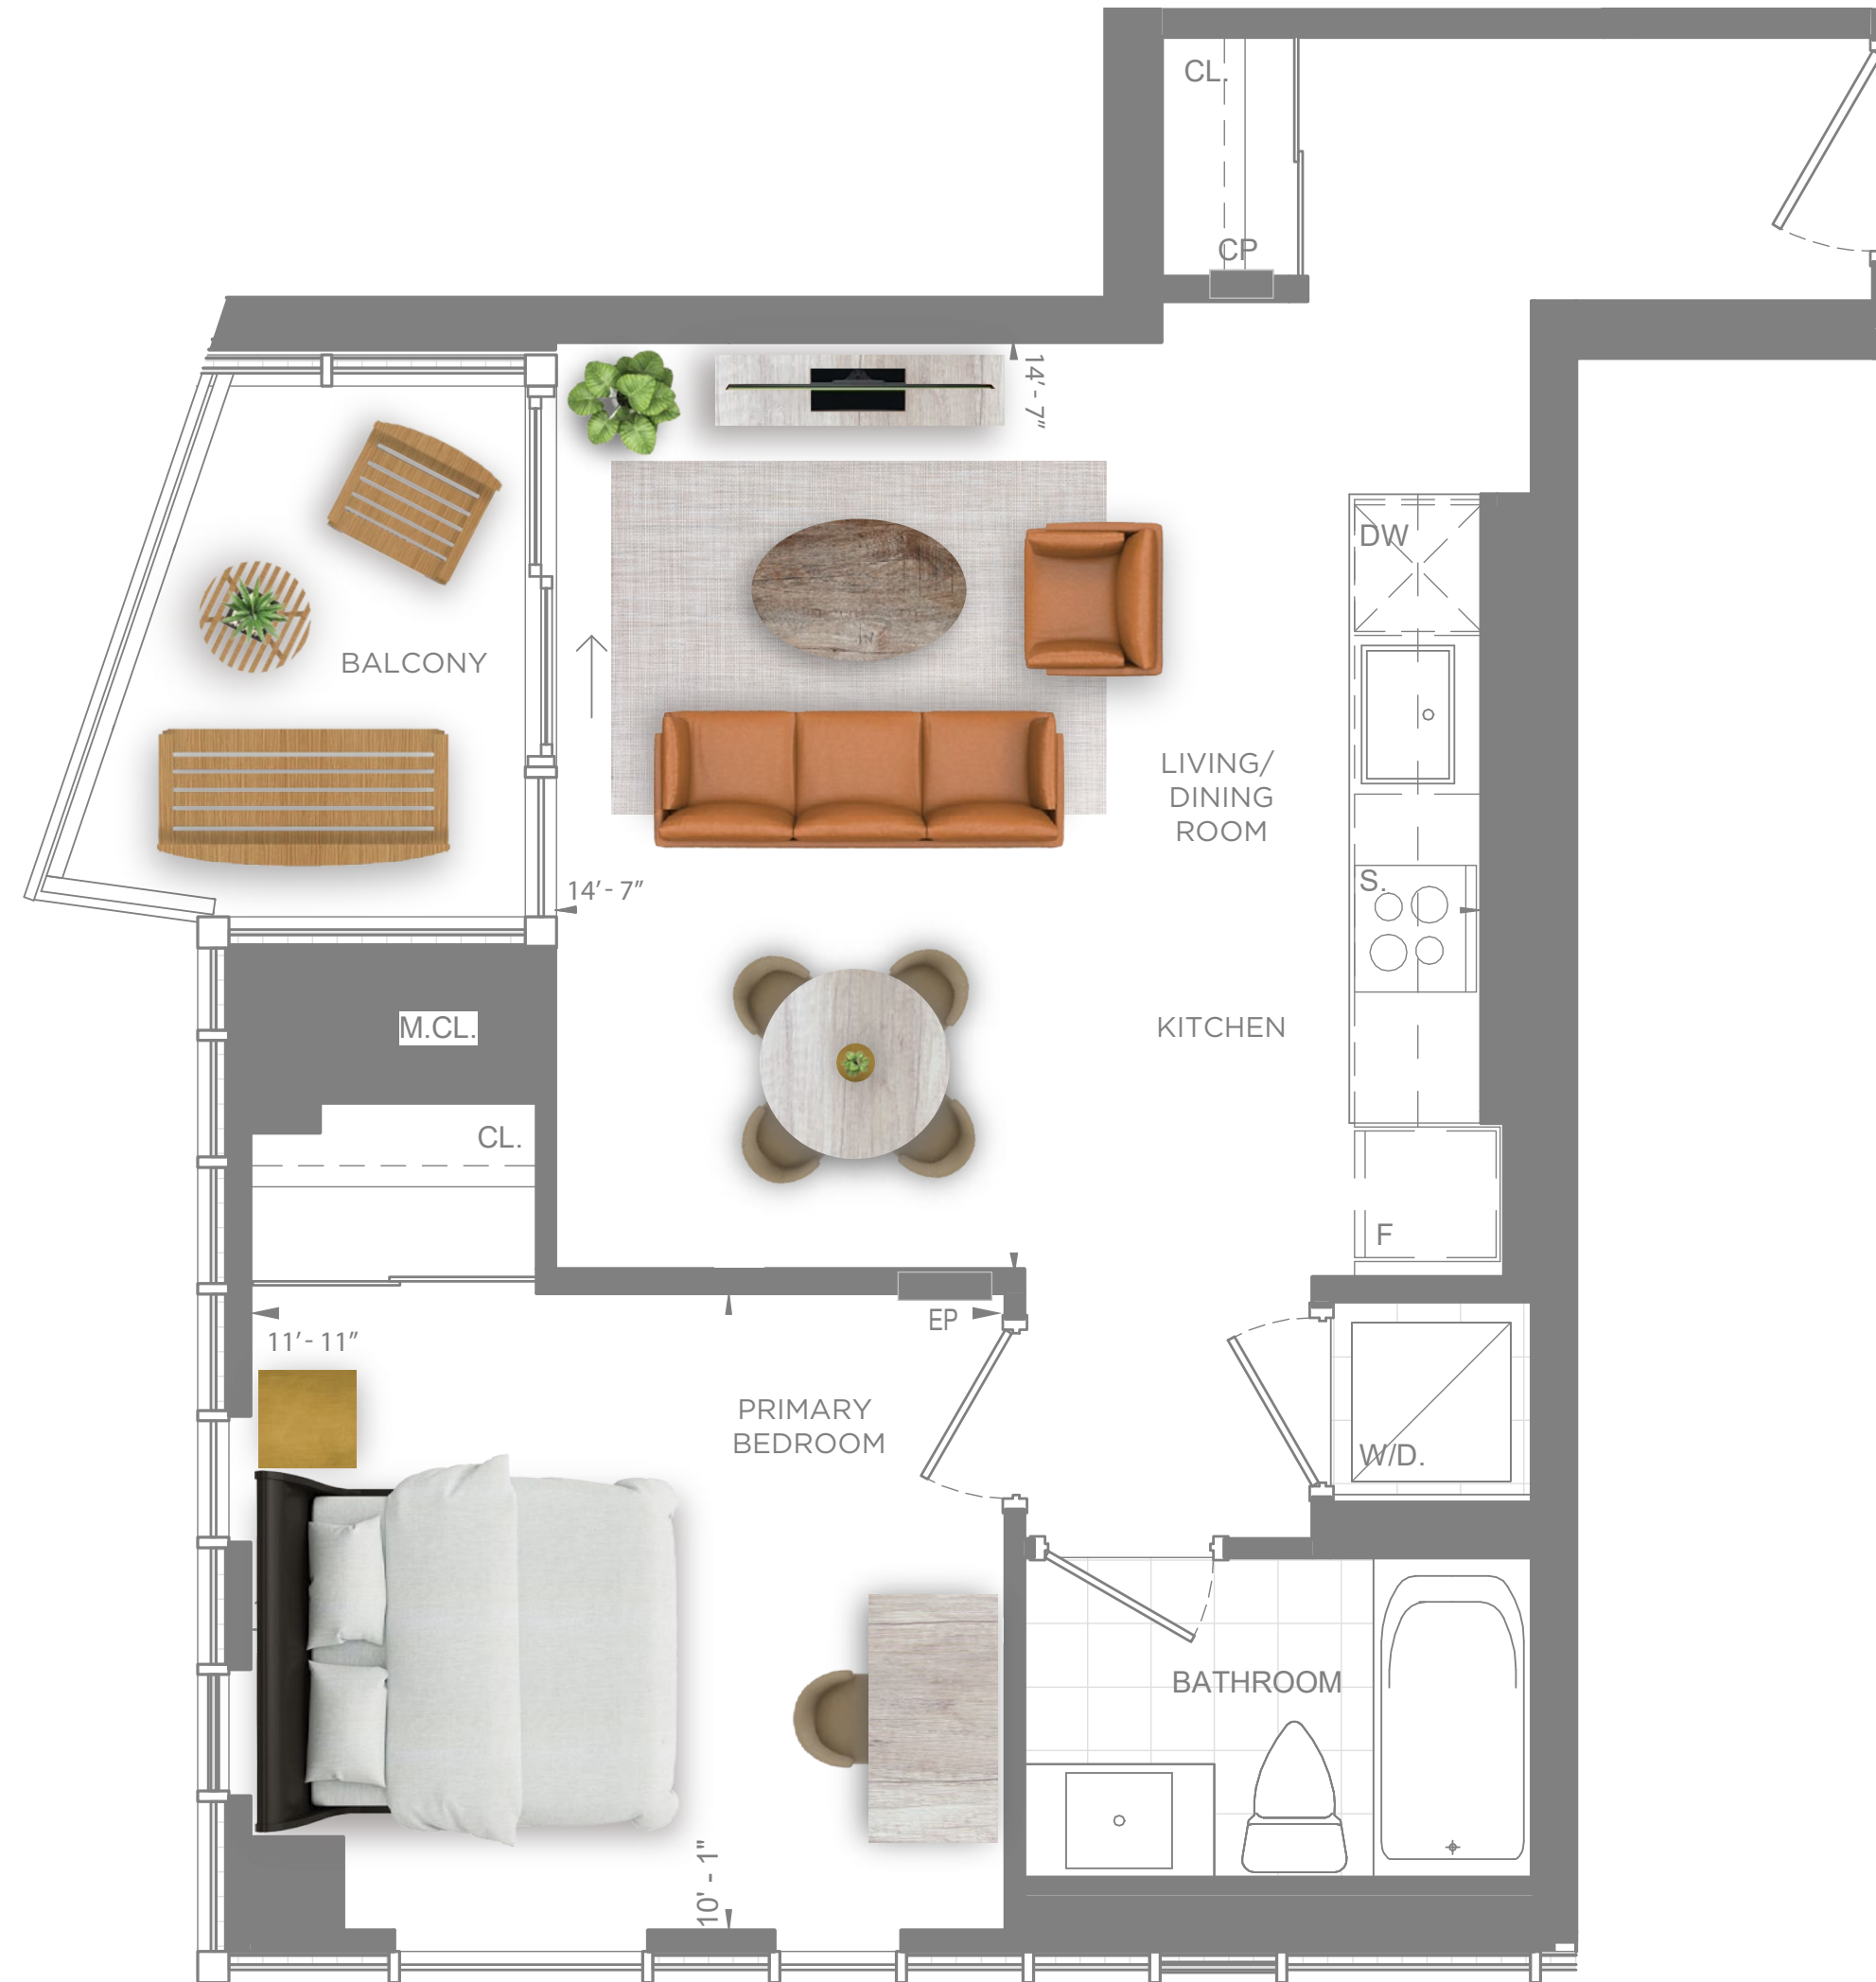 CL.
CP
14'- 7"
DW
BALCONY
LIVING/
DINING
ROOM
S.
14'- 7"
M.CL.
KITCHEN
CL.
F
EP
11'- 11"
PRIMARY
BEDROOM
W/D.
BATHROOM
10' - 1"